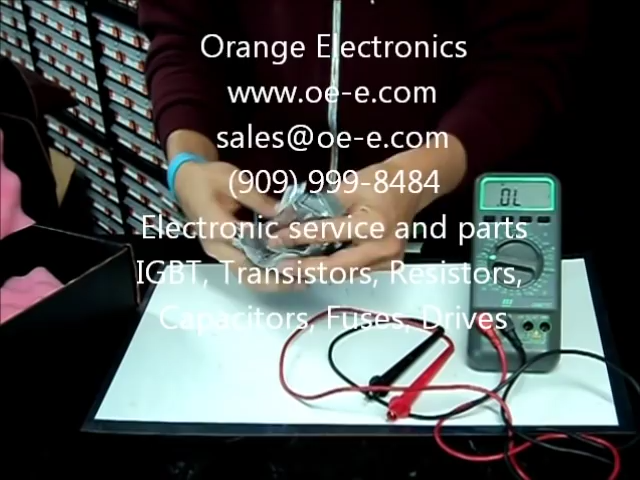 Orange Electronics
www.oe-e.com
sales@oe-e.com
(909) 999-8484
Electronic service and parts
IGBT, Transistors, Resistors,
Capacitors, Fuses, Drives
OL